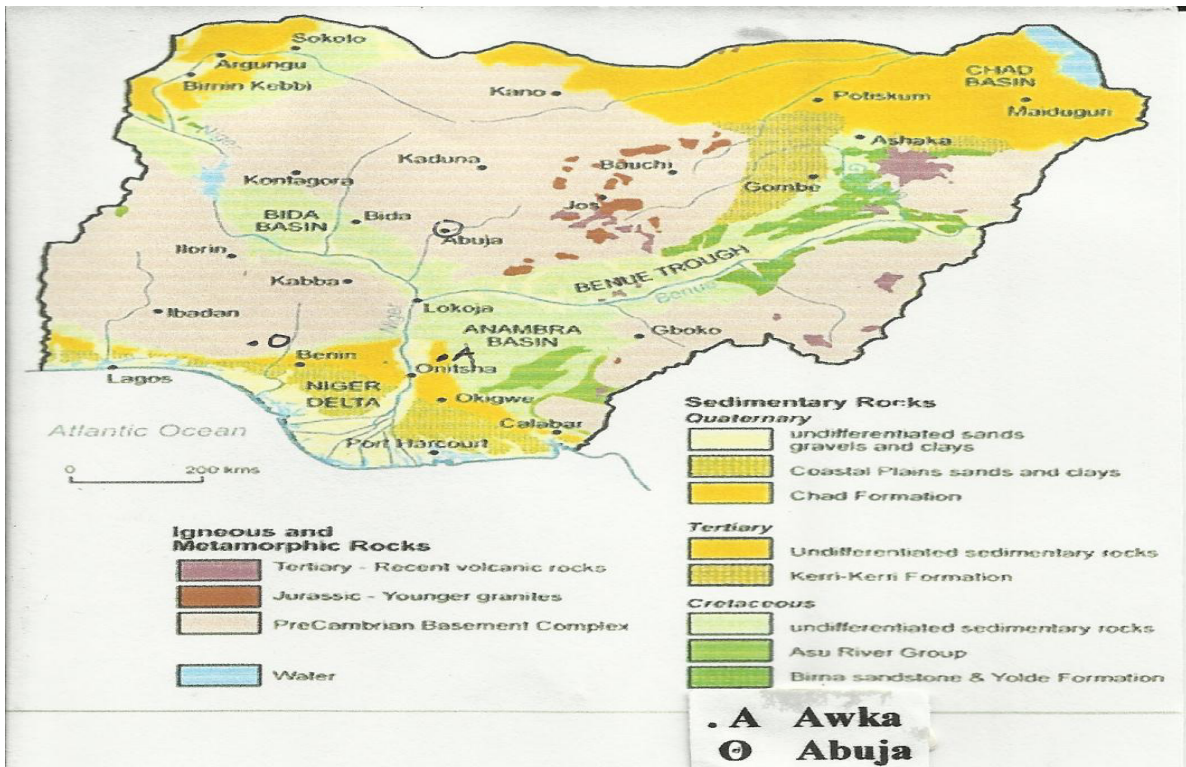 Sokoto
Argungu
Birnin Kebbi
Kano
CHAD
BASIN
Potiskum
Maiduguri
Niger
Ashaka
Kaduna
Bauchi
Kontagora
Gombe
Jos
BIDA
BASIN
Bida
Abuja
Ilorin
BENUE TROUGH
Kabba
Benue
Lokoja
Ibadan
Niger
ANAMBRA
BASIN
Gboko
O
A
Benin
Onitsha
Lagos
NIGER
DELTA
Okigwe
Calabar
Atlantic Ocean
Port Harcourt
0 200 kms
Sedimentary Rocks
Quaternary
undifferentiated sands
gravels and clays
Coastal Plains sands and clays
Chad Formation
Tertiary
Undifferentiated sedimentary rocks
Kerri-Kerri Formation
Cretaceous
undifferentiated sedimentary rocks
Asu River Group
Bima sandstone & Yolde Formation
Igneous and
Metamorphic Rocks
Tertiary - Recent volcanic rocks
Jurassic - Younger granites
PreCambrian Basement Complex
Water
. A Awka
ʘ Abuja